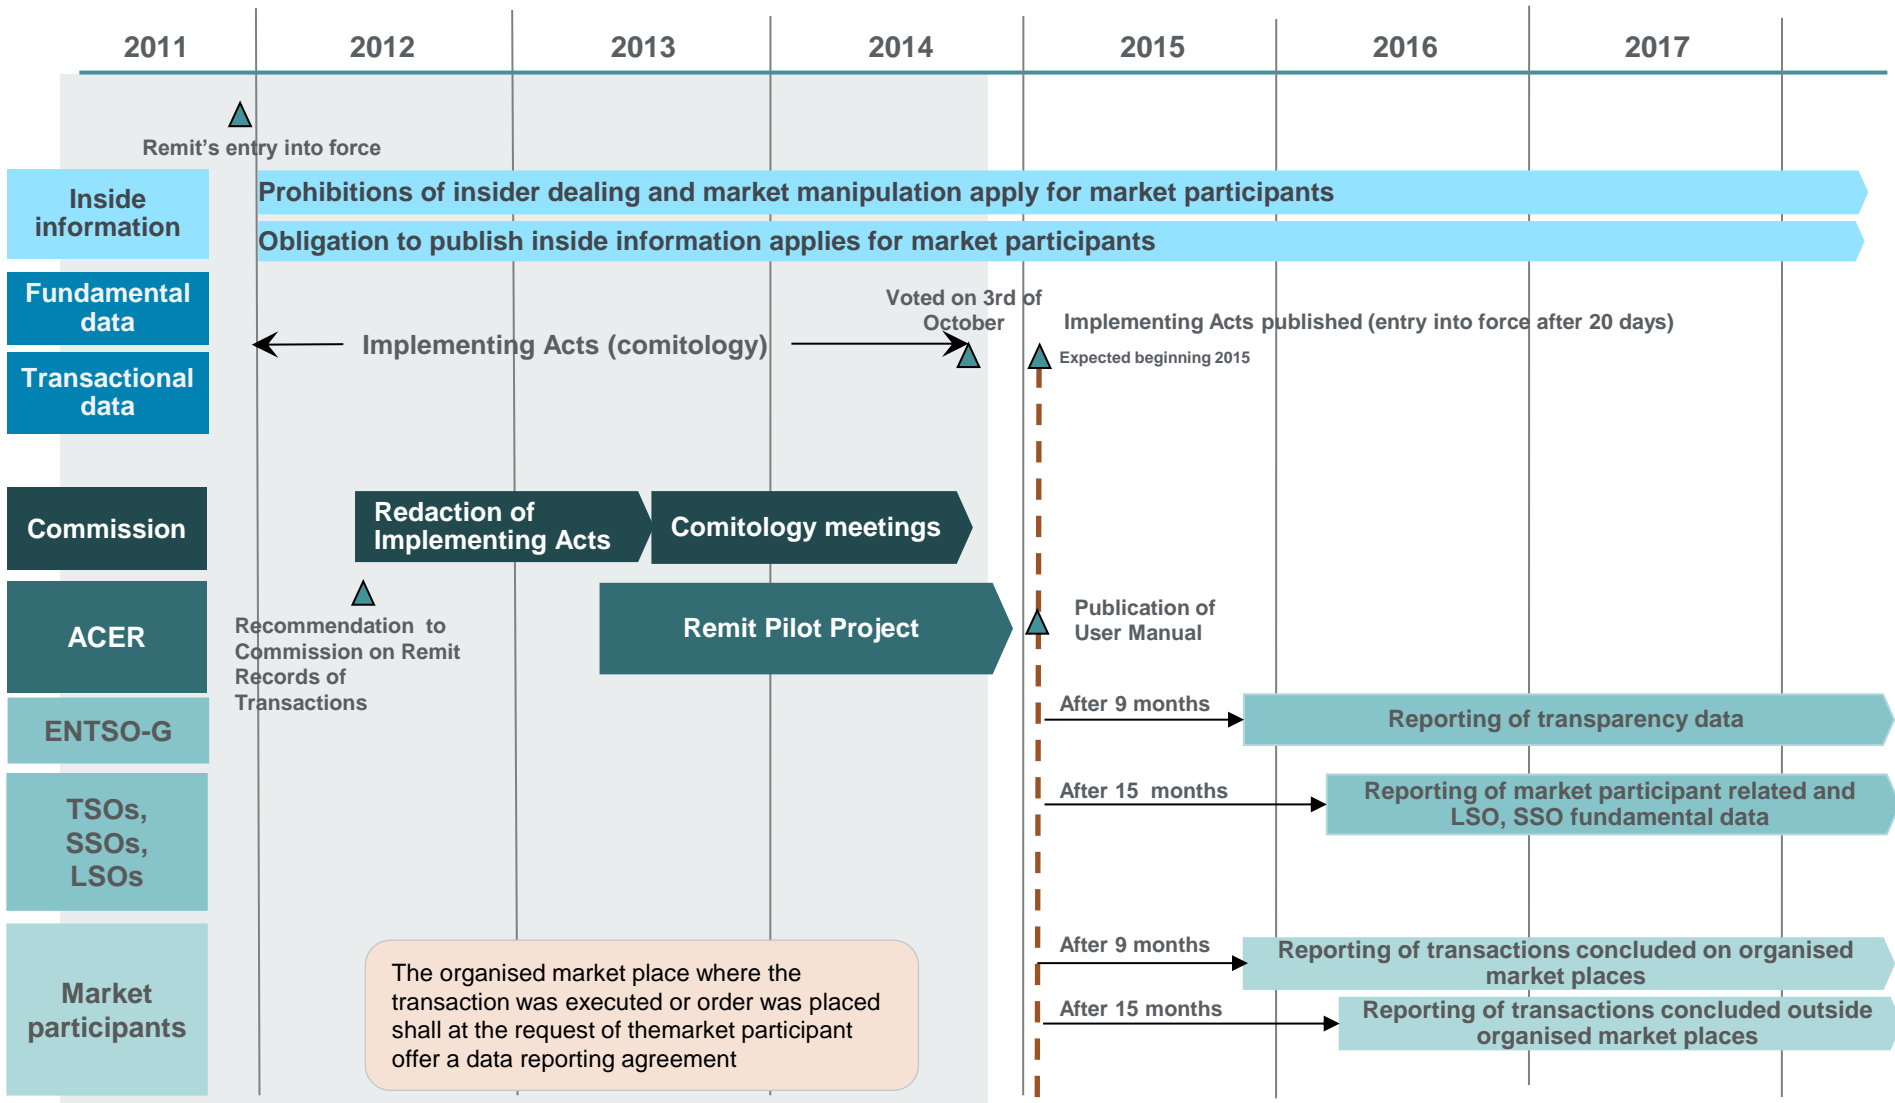 2011 2012 2013 2014 2015 2016 2017
Remit's entry into force
Inside
information
Prohibitions of insider dealing and market manipulation apply for market participants
Obligation to publish inside information applies for market participants
Fundamental
data
Transactional
data
Implementing Acts (comitology)
Voted on 3rd of
October
Implementing Acts published (entry into force after 20 days)
Expected beginning 2015
Commission
Redaction of
Implementing Acts
Comitology meetings
ACER
Recommendation to
Commission on Remit
Records of
Transactions
Remit Pilot Project
Publication of
User Manual
ENTSO-G
After 9 months
Reporting of transparency data
TSOs,
SSOs,
LSOs
After 15 months
Reporting of market participant related and
LSO, SSO fundamental data
Market
participants
The organised market place where the
transaction was executed or order was placed
shall at the request of themarket participant
offer a data reporting agreement
After 9 months
Reporting of transactions concluded on organised
market places
After 15 months
Reporting of transactions concluded outside
organised market places